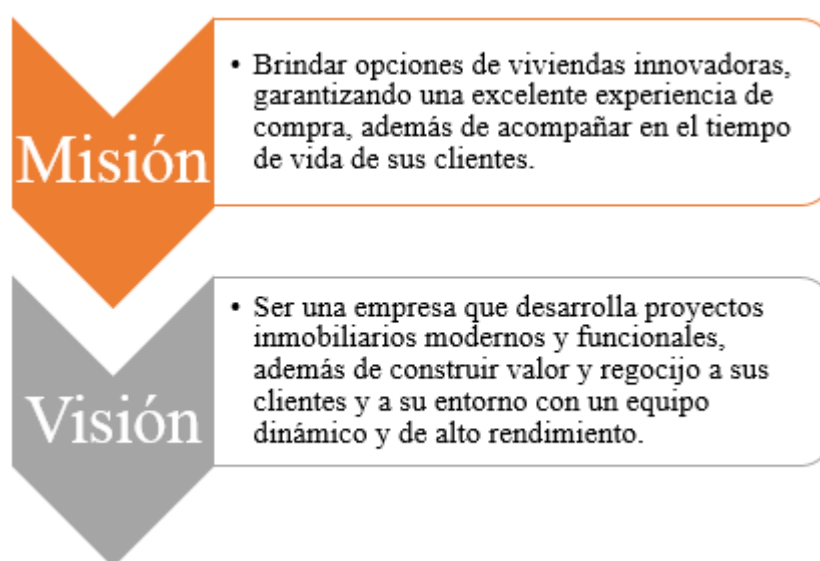 Misión
• Brindar opciones de viviendas innovadoras,
garantizando una excelente experiencia de
compra, además de acompañar en el tiempo
de vida de sus clientes.
Visión
• Ser una empresa que desarrolla proyectos
inmobiliarios modernos y funcionales,
además de construir valor y regocijo a sus
clientes y a su entorno con un equipo
dinámico y de alto rendimiento.